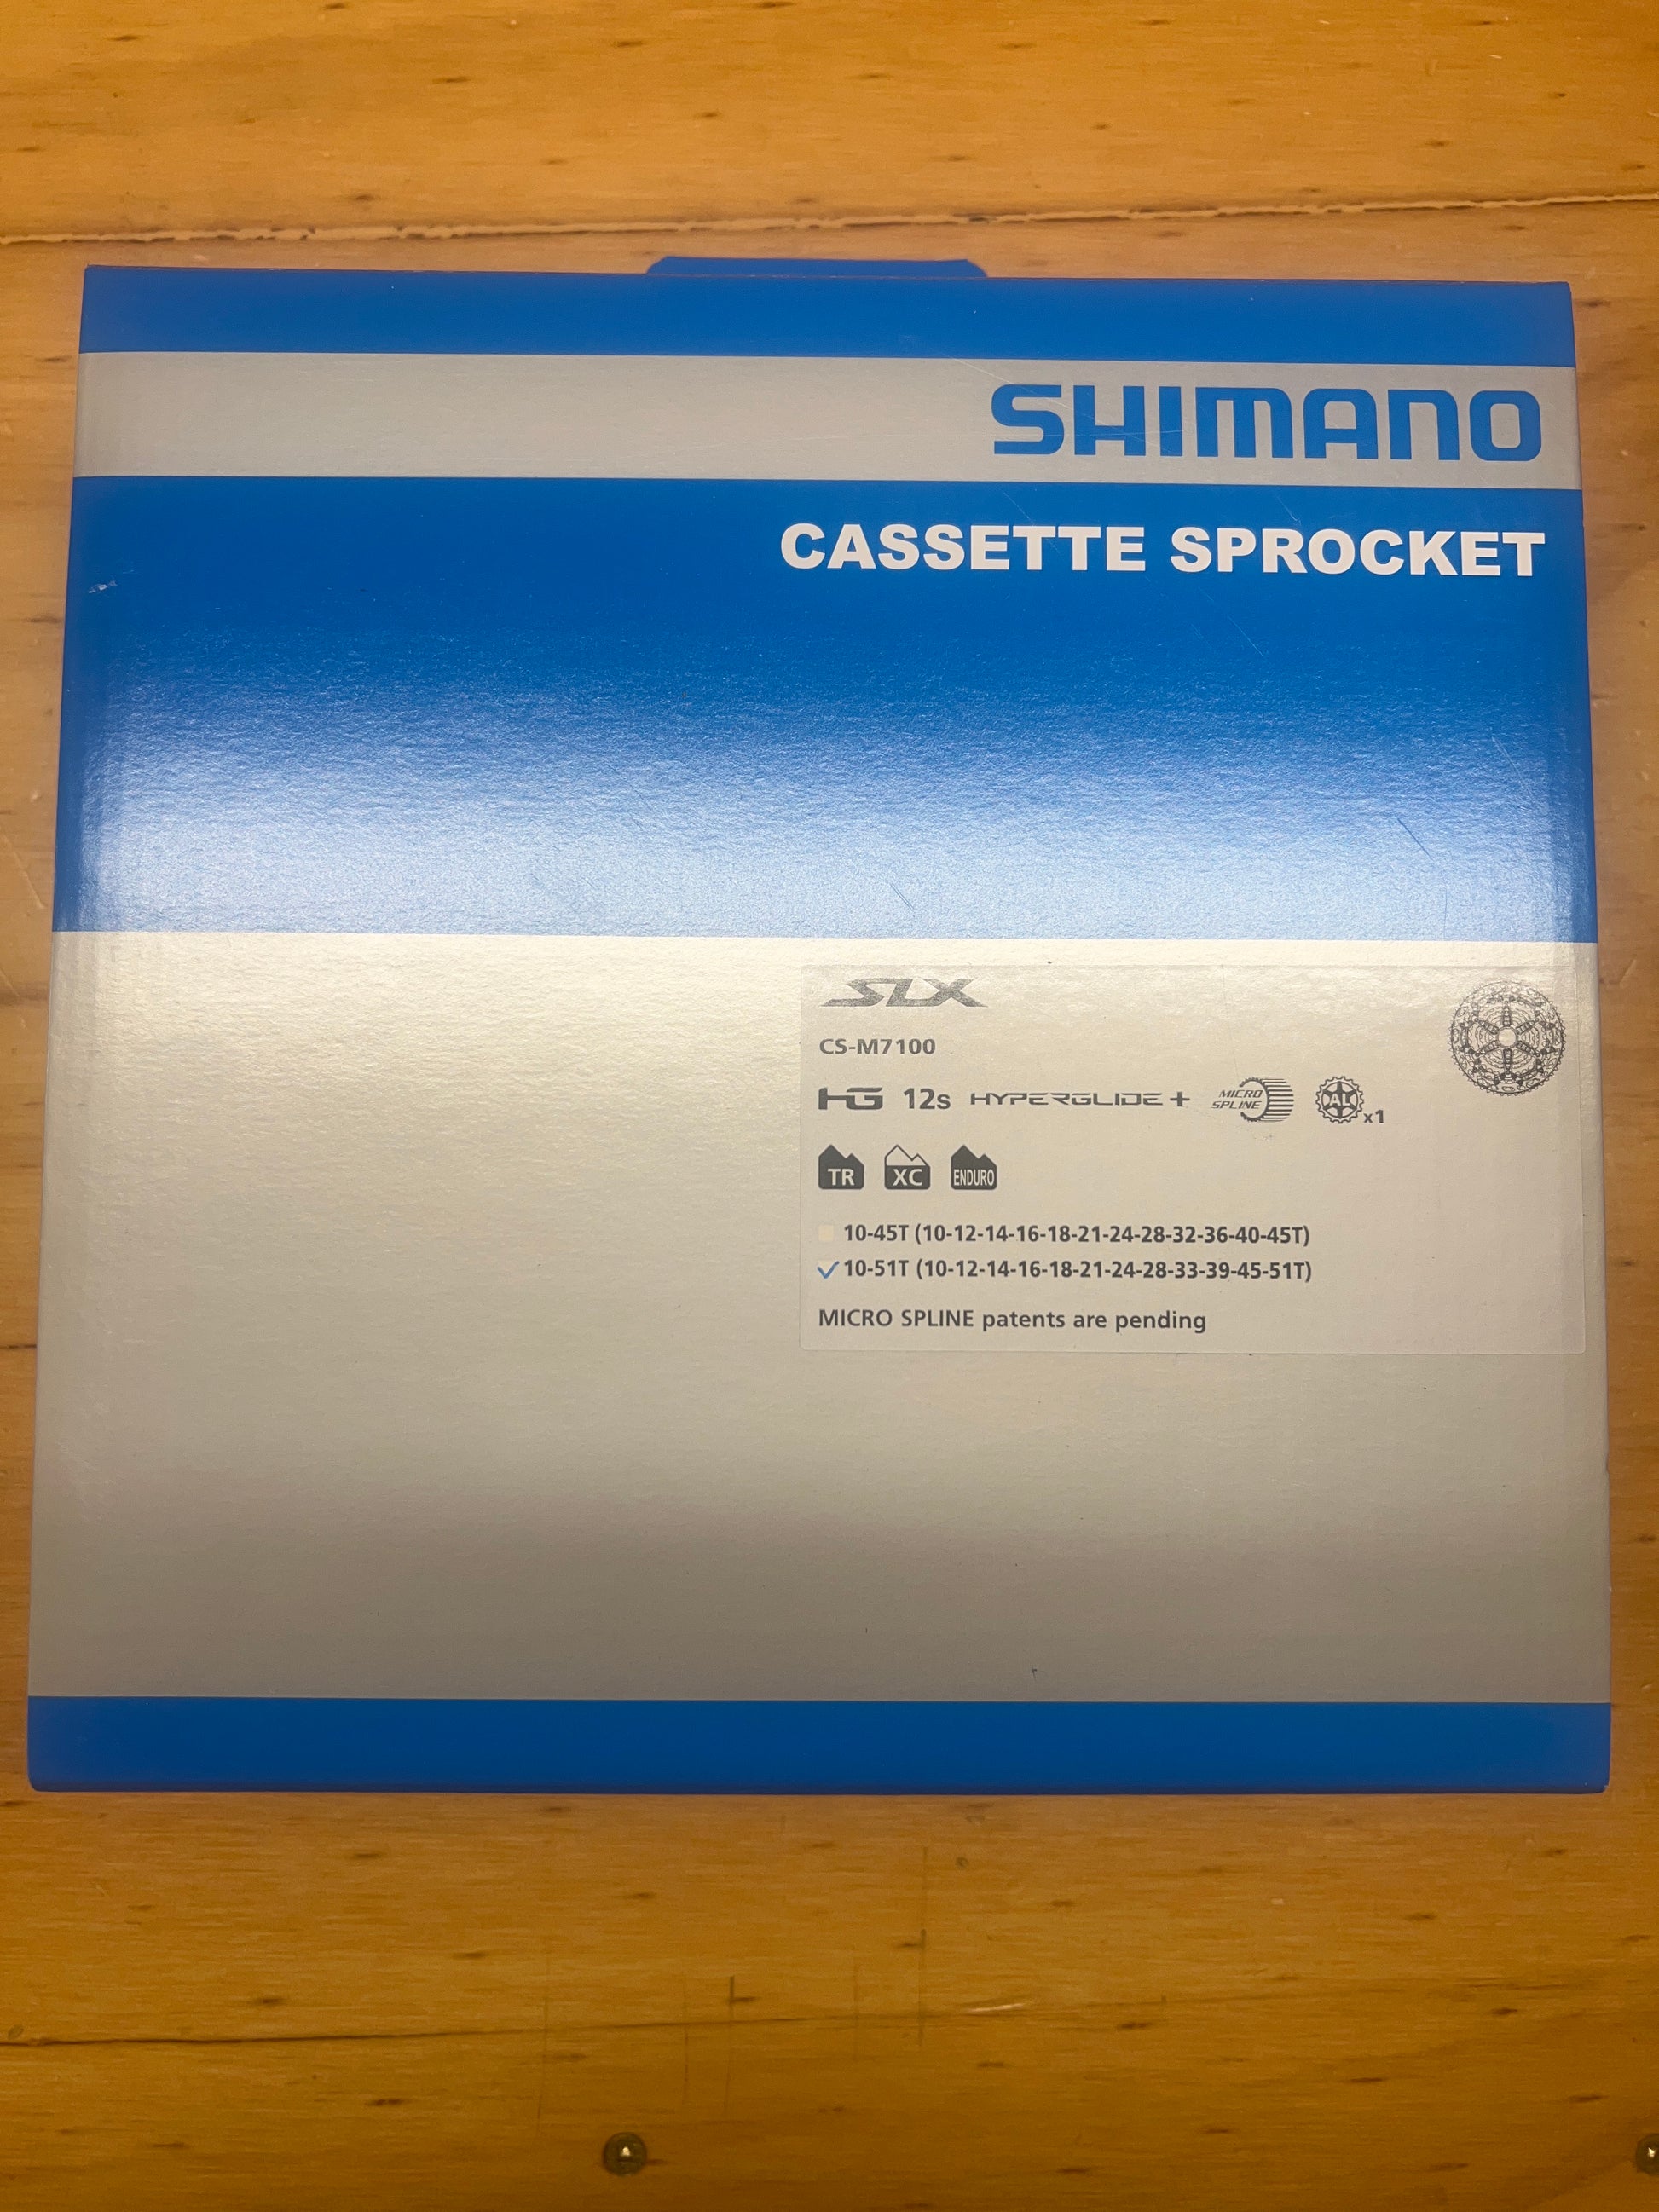 SHIMANO
CASSETTE SPROCKET
SLX
CS-M7100
HG 12s HYPERGLIDE+ MICRO SPLINE AL x1
TR XC ENDURO
10-45T (10-12-14-16-18-21-24-28-32-36-40-45T)
✓10-51T (10-12-14-16-18-21-24-28-33-39-45-51T)
MICRO SPLINE patents are pending